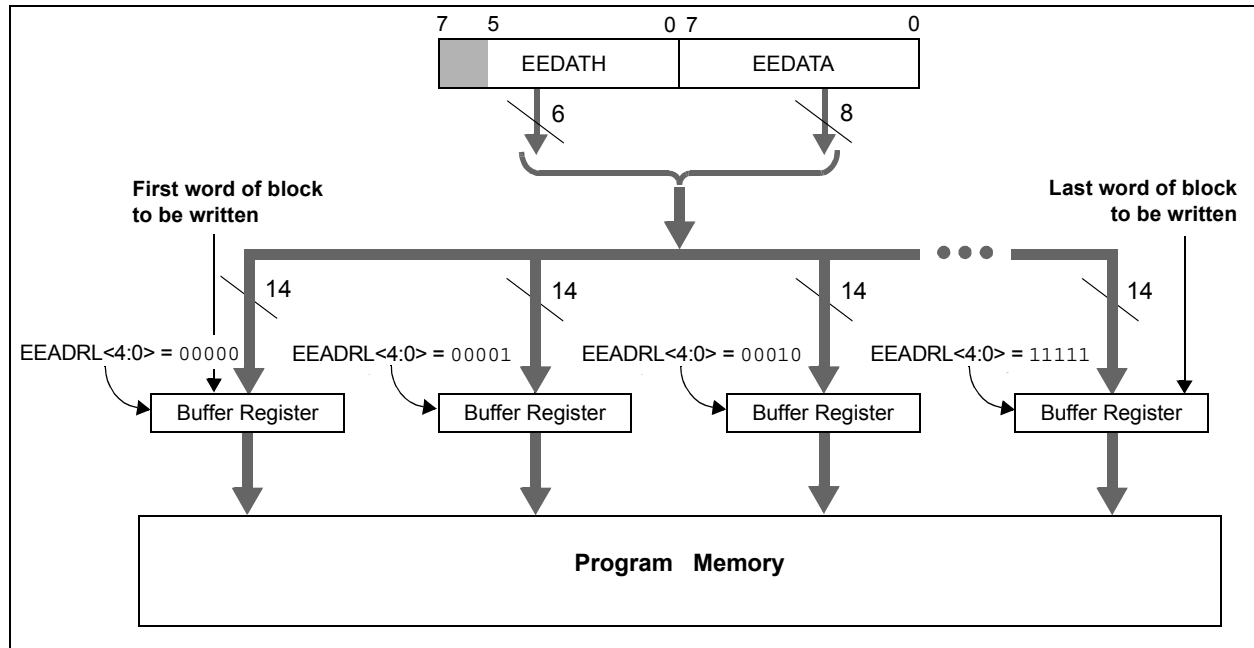 7 5 0 7 0
EEDATH EEDATA
6 8
First word of block
to be written
Last word of block
to be written
14 14 14 14
EEADRL<4:0> = 00000 EEADRL<4:0> = 00001 EEADRL<4:0> = 00010 EEADRL<4:0> = 11111
Buffer Register Buffer Register Buffer Register Buffer Register
Program Memory